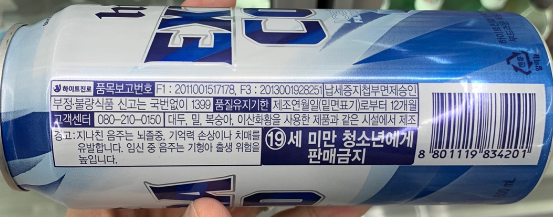 하이트진로 품목보고번호 F1 : 2011001517178, F3 : 2013001928251 납세증지첩부면제승인
부정·불량식품 신고는 국번없이 1399 품질유지기한 제조연월일(밑면표기)로부터 12개월
고객센터 080-210-0150 대두, 밀, 복숭아, 이산화황을 사용한 제품과 같은 시설에서 제조
경고: 지나친 음주는 뇌졸중, 기억력 손상이나 치매를
유발합니다. 임신 중 음주는 기형아 출생 위험을
높입니다.
19세 미만 청소년에게
판매금지
8 801119 834201